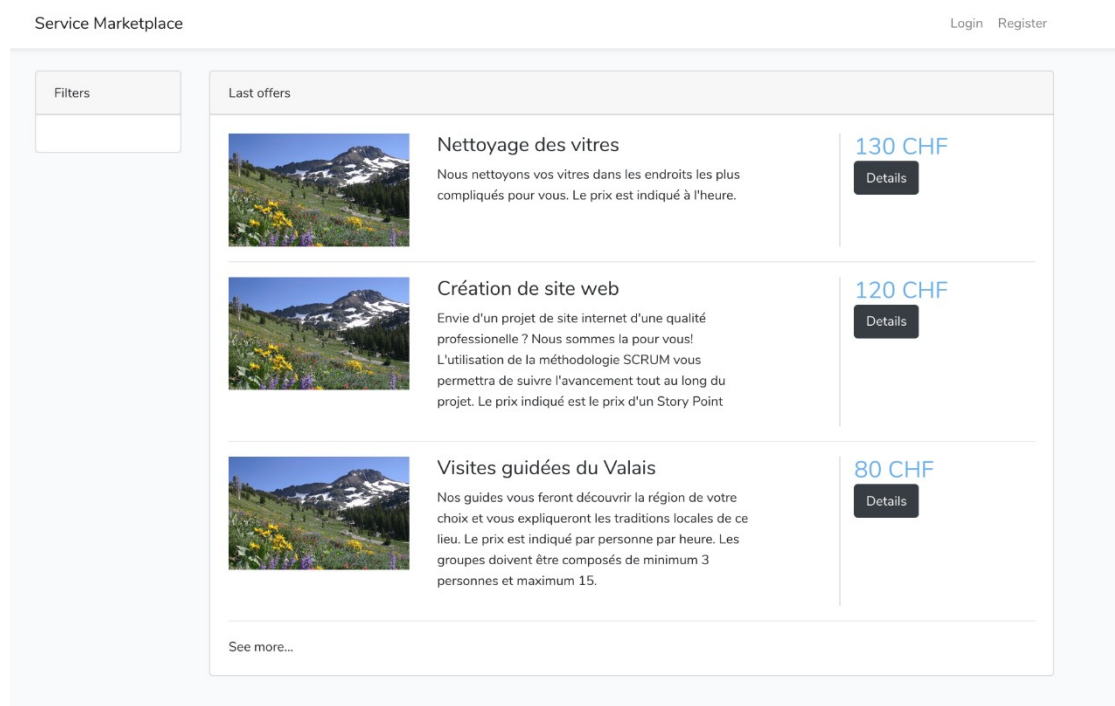 Service Marketplace
Login Register
Filters
Last offers
Nettoyage des vitres
Nous nettoyons vos vitres dans les endroits les plus
compliqués pour vous. Le prix est indiqué à l'heure.
130 CHF
Details
Création de site web
Envie d'un projet de site internet d'une qualité
professionelle ? Nous sommes la pour vous!
L'utilisation de la méthodologie SCRUM vous
permettra de suivre l'avancement tout au long du
projet. Le prix indiqué est le prix d'un Story Point
120 CHF
Details
Visites guidées du Valais
Nos guides vous feront découvrir la région de votre
choix et vous expliqueront les traditions locales de ce
lieu. Le prix est indiqué par personne par heure. Les
groupes doivent être composés de minimum 3
personnes et maximum 15.
80 CHF
Details
See more...